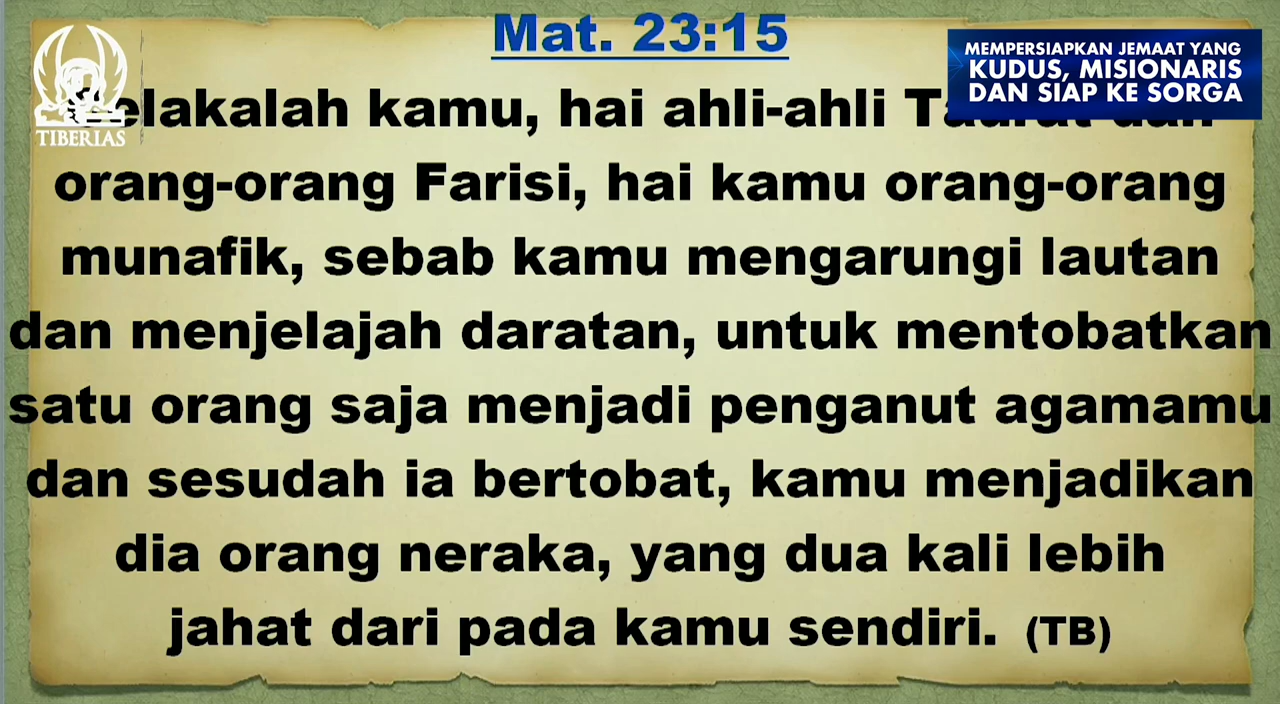 Mat. 23:15
MEMPERSIAPKAN JEMAAT YANG
KUDUS, MISIONARIS
DAN SIAP KE SORGA
TIBERIAS
elakalah kamu, hai ahli-ahli Taurat dan
orang-orang Farisi, hai kamu orang-orang
munafik, sebab kamu mengarungi lautan
dan menjelajah daratan, untuk mentobatkan
satu orang saja menjadi penganut agamamu
dan sesudah ia bertobat, kamu menjadikan
dia orang neraka, yang dua kali lebih
jahat dari pada kamu sendiri. (TB)